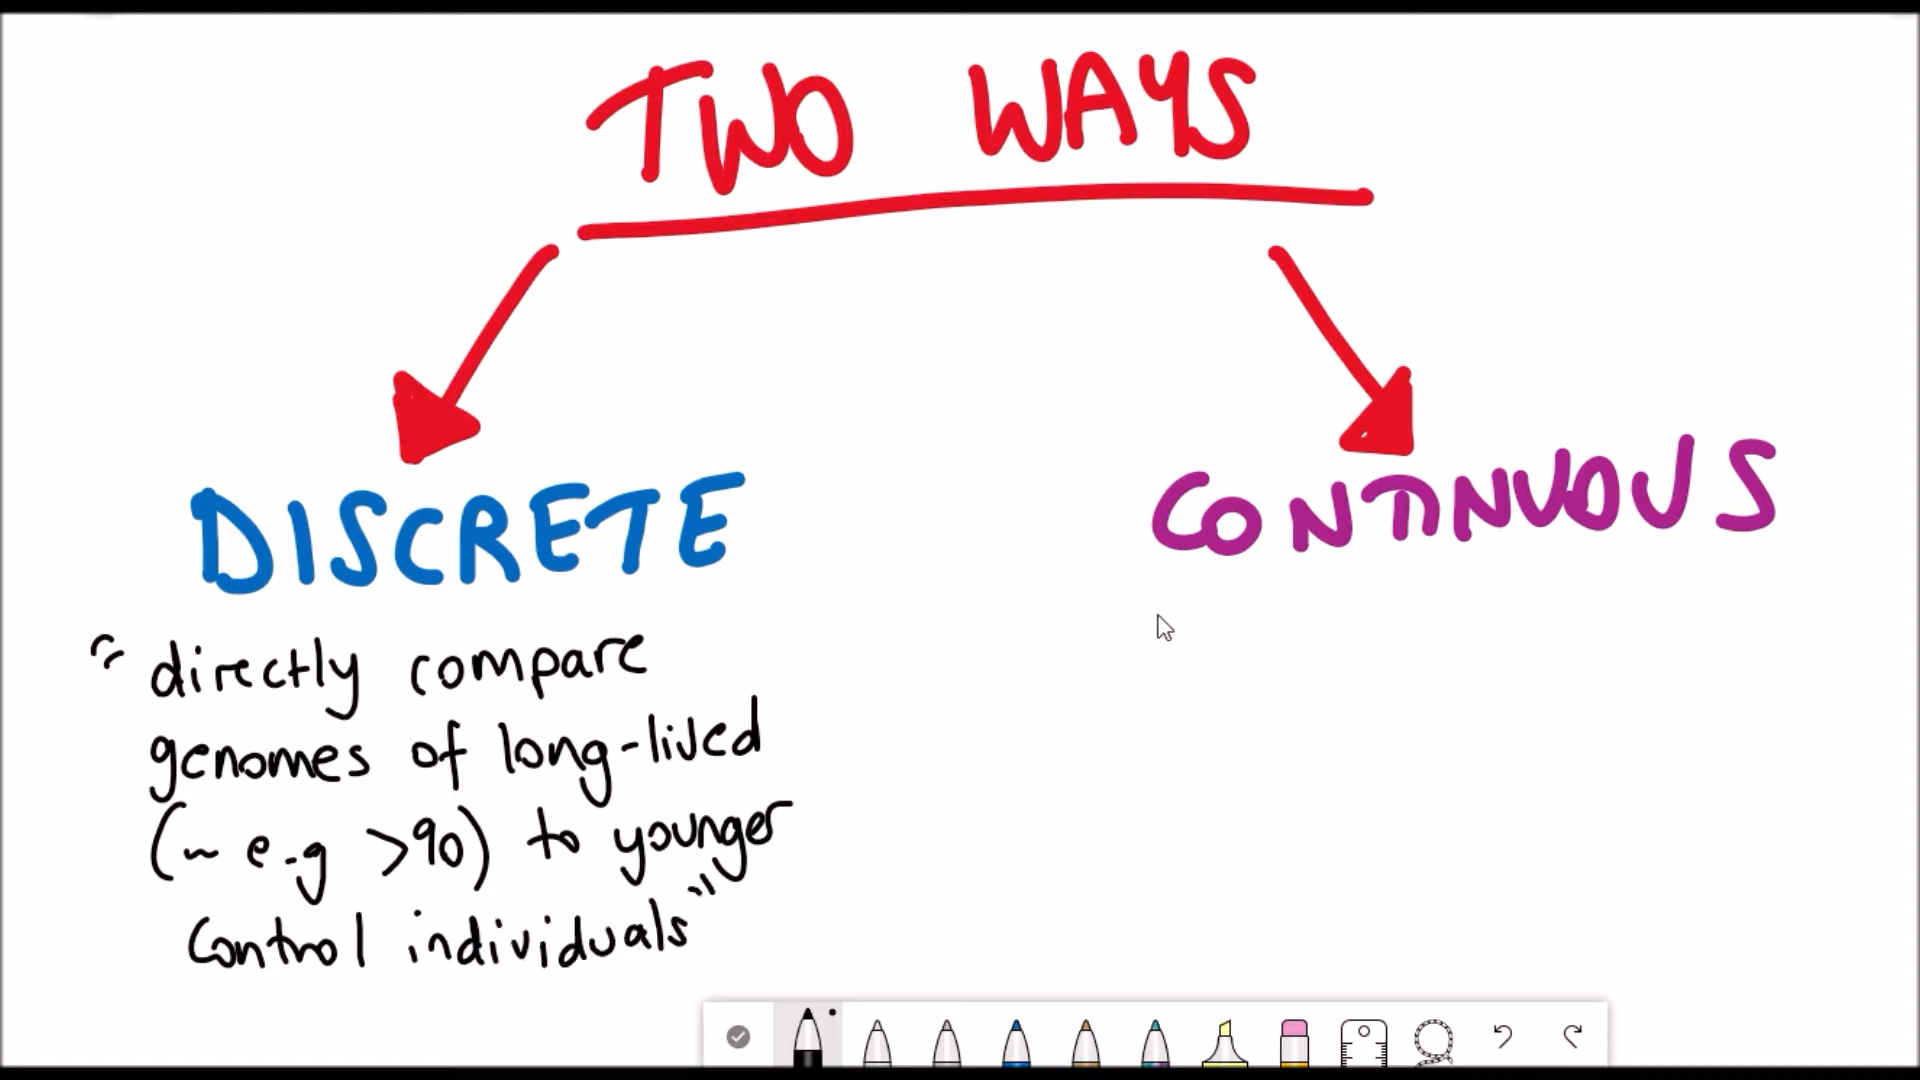 TWO WAYS
DISCRETE
CONTINUOUS
"directly compare
genomes of long-lived
(~ e.g >90) to younger
control individuals"